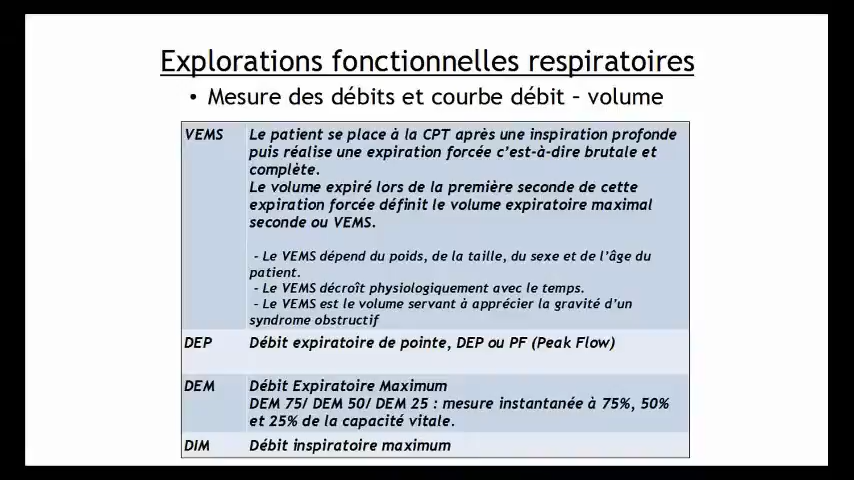 Explorations fonctionnelles respiratoires
• Mesure des débits et courbe débit – volume
VEMS
Le patient se place à la CPT après une inspiration profonde
puis réalise une expiration forcée c’est-à-dire brutale et
complète.
Le volume expiré lors de la première seconde de cette
expiration forcée définit le volume expiratoire maximal
seconde ou VEMS.
- Le VEMS dépend du poids, de la taille, du sexe et de l’âge du
patient.
- Le VEMS décroît physiologiquement avec le temps.
- Le VEMS est le volume servant à apprécier la gravité d’un
syndrome obstructif
DEP
Débit expiratoire de pointe, DEP ou PF (Peak Flow)
DEM
Débit Expiratoire Maximum
DEM 75/ DEM 50/ DEM 25 : mesure instantanée à 75%, 50%
et 25% de la capacité vitale.
DIM
Débit inspiratoire maximum